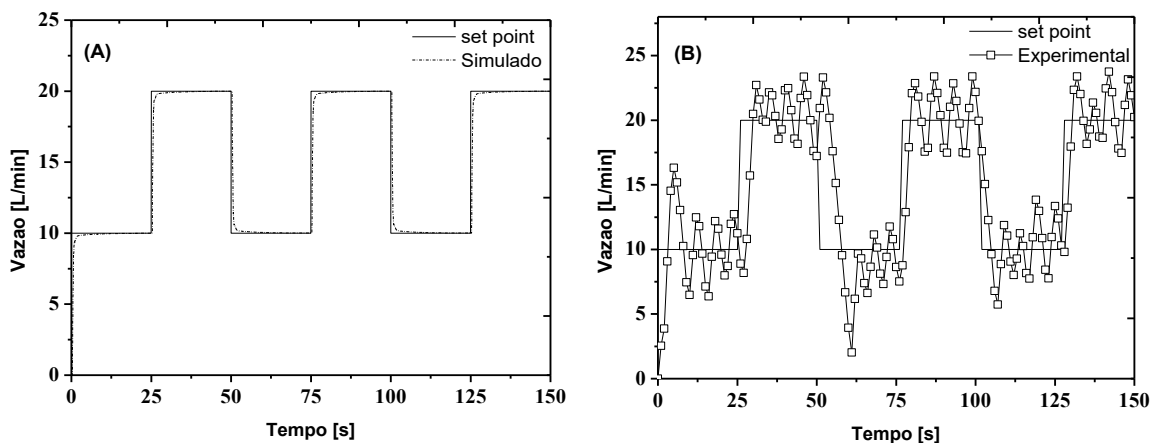 (A)
set point
Simulado
25
20
15
10
5
0
Vazao [L/min]
0 25 50 75 100 125 150
Tempo [s]
(B)
set point
Experimental
25
20
15
10
5
0
Vazao [L/min]
0 25 50 75 100 125 150
Tempo [s]